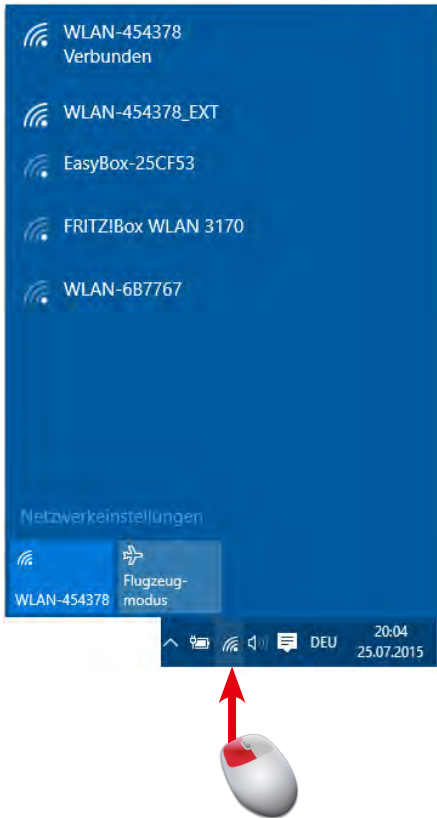 WLAN-454378
Verbunden
WLAN-454378_EXT
EasyBox-25CF53
FRITZ!Box WLAN 3170
WLAN-6B7767
Netzwerkeinstellungen
WLAN-454378
Flugzeug-
modus
DEU
20:04
25.07.2015